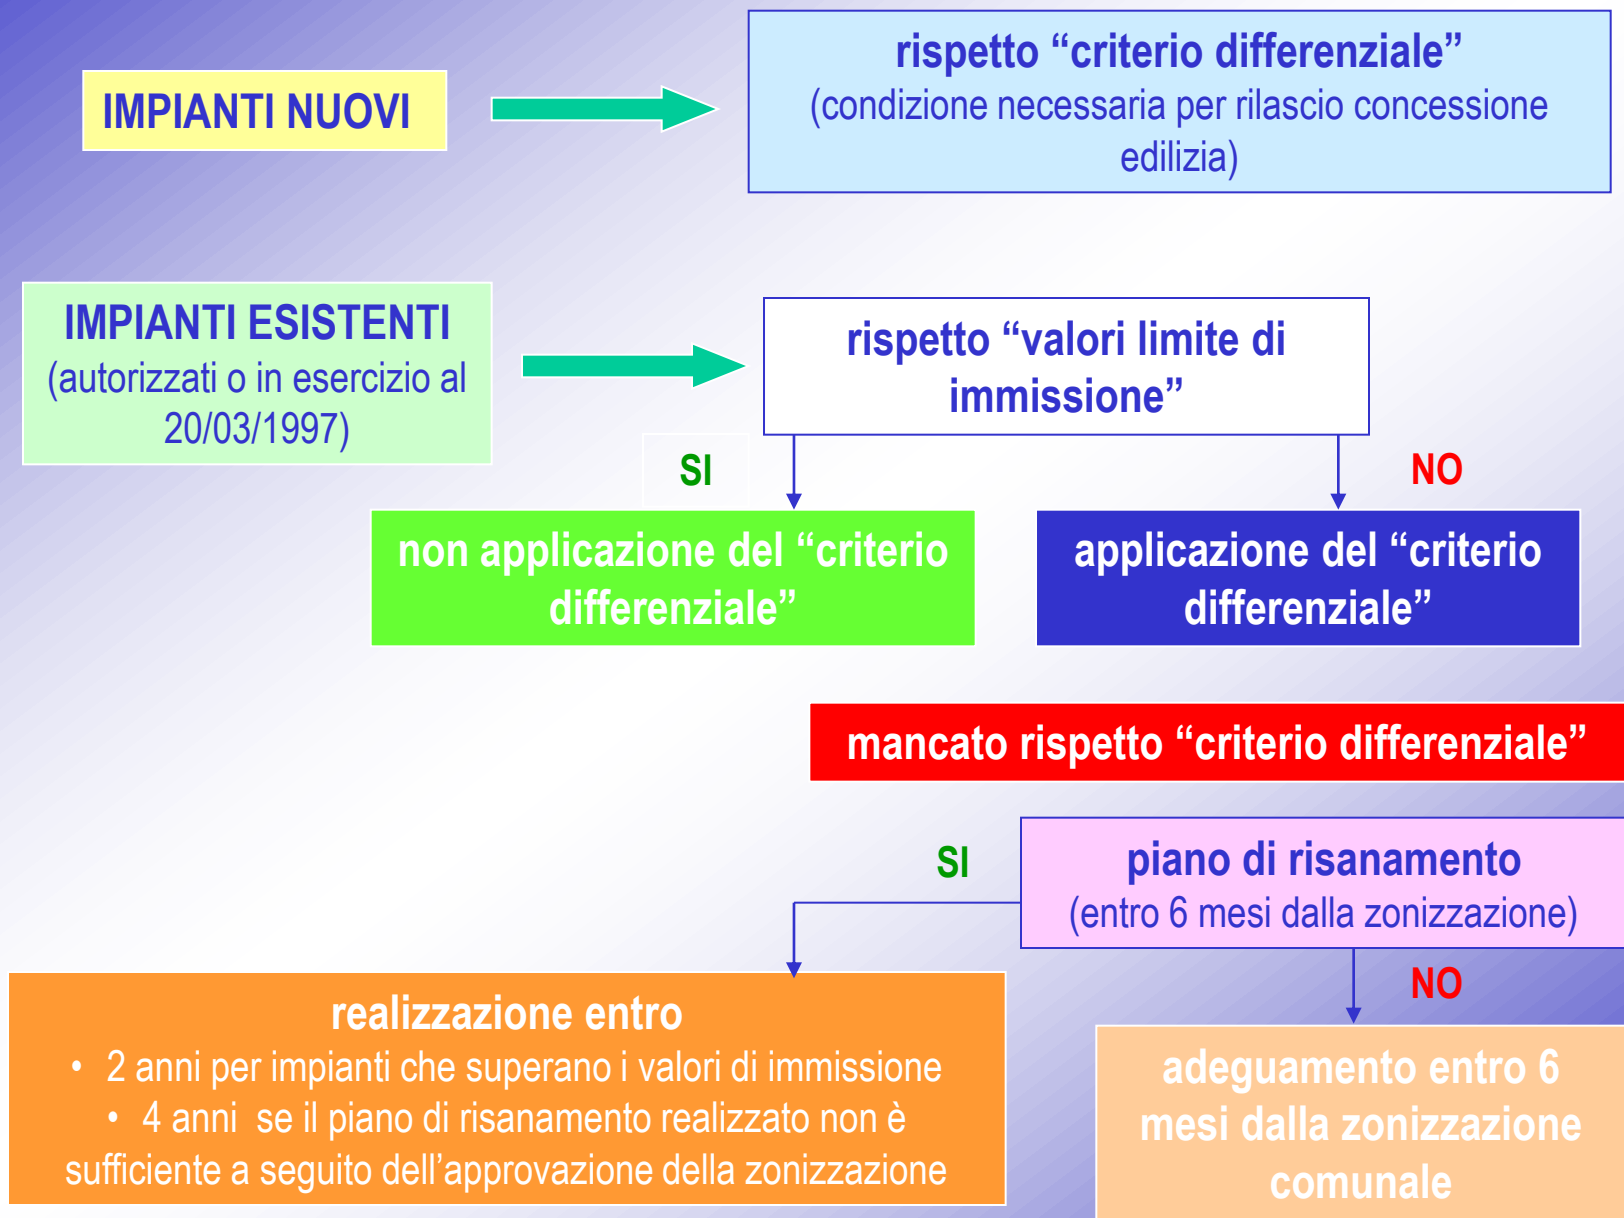 IMPIANTI NUOVI
rispetto “criterio differenziale”
(condizione necessaria per rilascio concessione
edilizia)
IMPIANTI ESISTENTI
(autorizzati o in esercizio al
20/03/1997)
rispetto “valori limite di
immissione”
SI
NO
non applicazione del “criterio
differenziale”
applicazione del “criterio
differenziale”
mancato rispetto “criterio differenziale”
piano di risanamento
(entro 6 mesi dalla zonizzazione)
SI
NO
realizzazione entro
• 2 anni per impianti che superano i valori di immissione
• 4 anni  se il piano di risanamento realizzato non è
sufficiente a seguito dell’approvazione della zonizzazione
adeguamento entro 6
mesi dalla zonizzazione
comunale